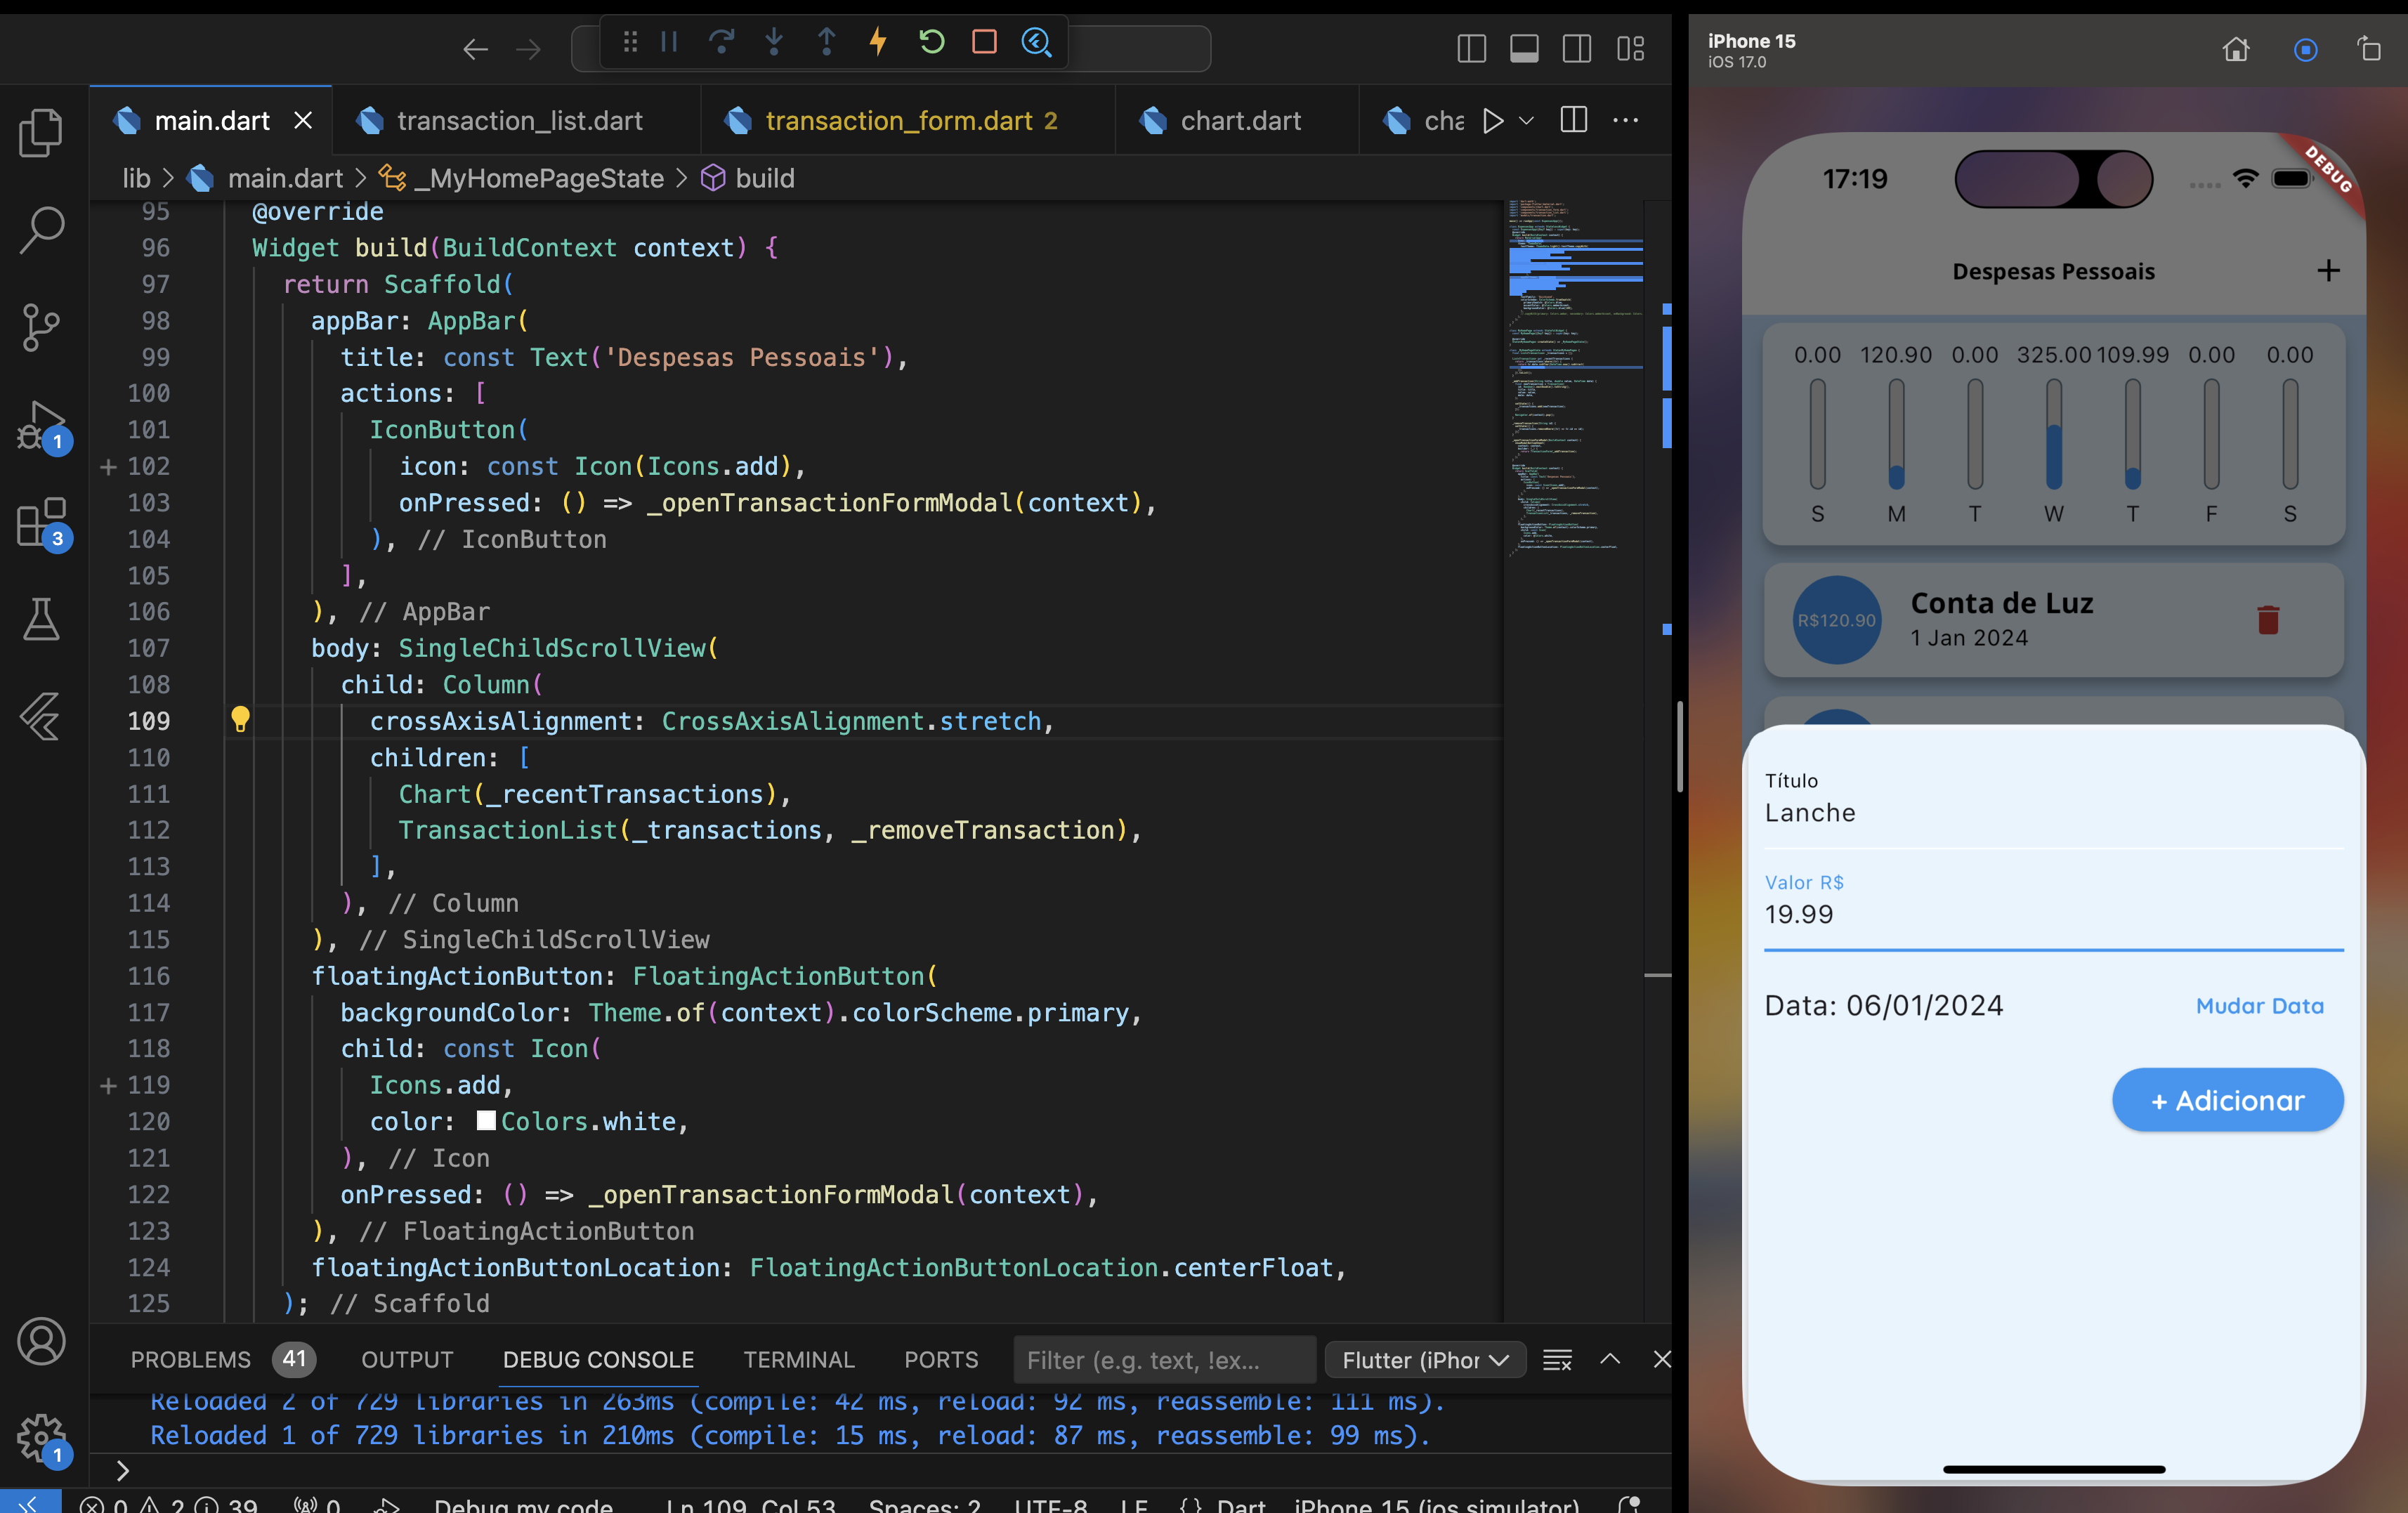 main.dart
transaction_list.dart
transaction_form.dart 2
chart.dart
cha
lib > main.dart > _MyHomePageState > build
95 @override
96 Widget build(BuildContext context) {
97 return Scaffold(
98 appBar: AppBar(
99 title: const Text('Despesas Pessoais'),
100 actions: [
101 IconButton(
102 icon: const Icon(Icons.add),
103 onPressed: () => _openTransactionFormModal(context),
104 ), // IconButton
105 ],
106 ), // AppBar
107 body: SingleChildScrollView(
108 child: Column(
109 crossAxisAlignment: CrossAxisAlignment.stretch,
110 children: [
111 Chart(_recentTransactions),
112 TransactionList(_transactions, _removeTransaction),
113 ],
114 ), // Column
115 ), // SingleChildScrollView
116 floatingActionButton: FloatingActionButton(
117 backgroundColor: Theme.of(context).colorScheme.primary,
118 child: const Icon(
119 Icons.add,
120 color: Colors.white,
121 ), // Icon
122 onPressed: () => _openTransactionFormModal(context),
123 ), // FloatingActionButton
124 floatingActionButtonLocation: FloatingActionButtonLocation.centerFloat,
125 ); // Scaffold
1
3
1
PROBLEMS 41 OUTPUT DEBUG CONSOLE TERMINAL PORTS
Filter (e.g. text, !ex...
Flutter (iPhor
Reloaded 2 of 729 libraries in 263ms (compile: 42 ms, reload: 92 ms, reassemble: 111 ms).
Reloaded 1 of 729 libraries in 210ms (compile: 15 ms, reload: 87 ms, reassemble: 99 ms).
0 2 39 0 Debug my code Ln 109, Col 53 Spaces: 2 UTF-8 LF {} Dart iPhone 15 (ios simulator)
iPhone 15
iOS 17.0
17:19
DEBUG
Despesas Pessoais
0.00 120.90 0.00 325.00 109.99 0.00 0.00
S M T W T F S
R$120.90
Conta de Luz
1 Jan 2024
Título
Lanche
Valor R$
19.99
Data: 06/01/2024
Mudar Data
+ Adicionar